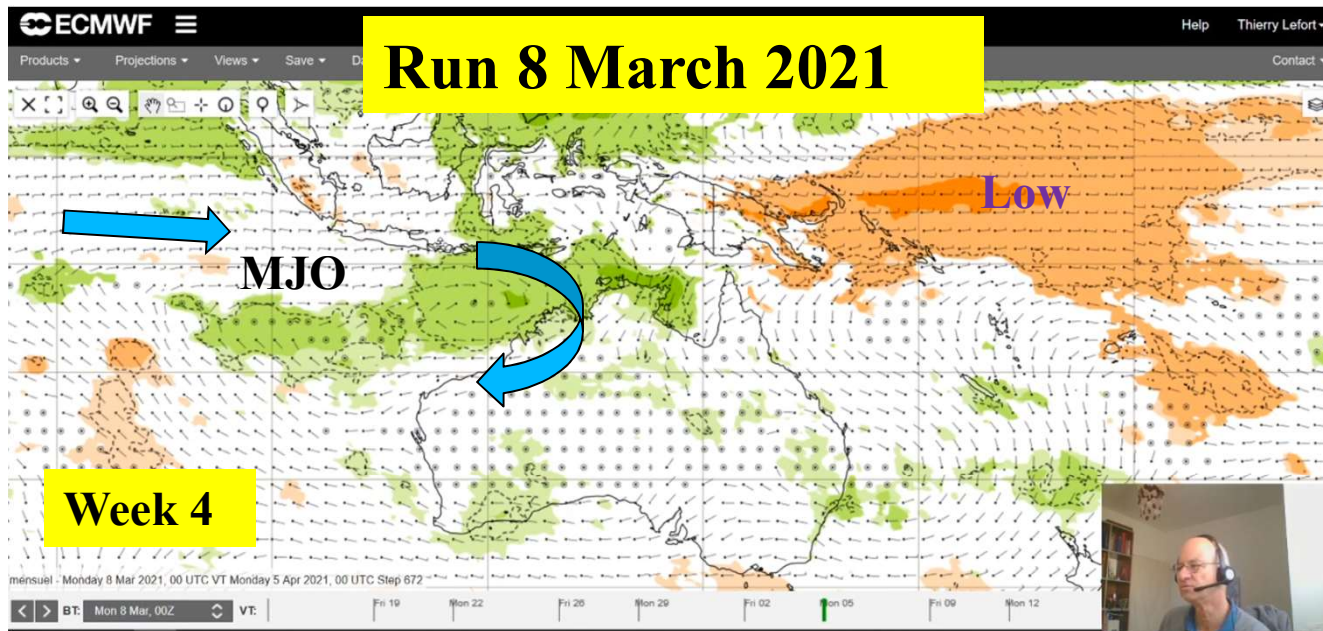 ECMWF
Run 8 March 2021
Help Thierry Lefort
Products Projections Views Save
Contact
Low
MJO
Week 4
mensuel - Monday 8 Mar 2021, 00 UTC VT Monday 5 Apr 2021, 00 UTC Step 672
BT: Mon 8 Mar, 00Z VT: Fri 19 Mon 22 Fri 26 Mon 29 Fri 02 Mon 05 Fri 09 Mon 12